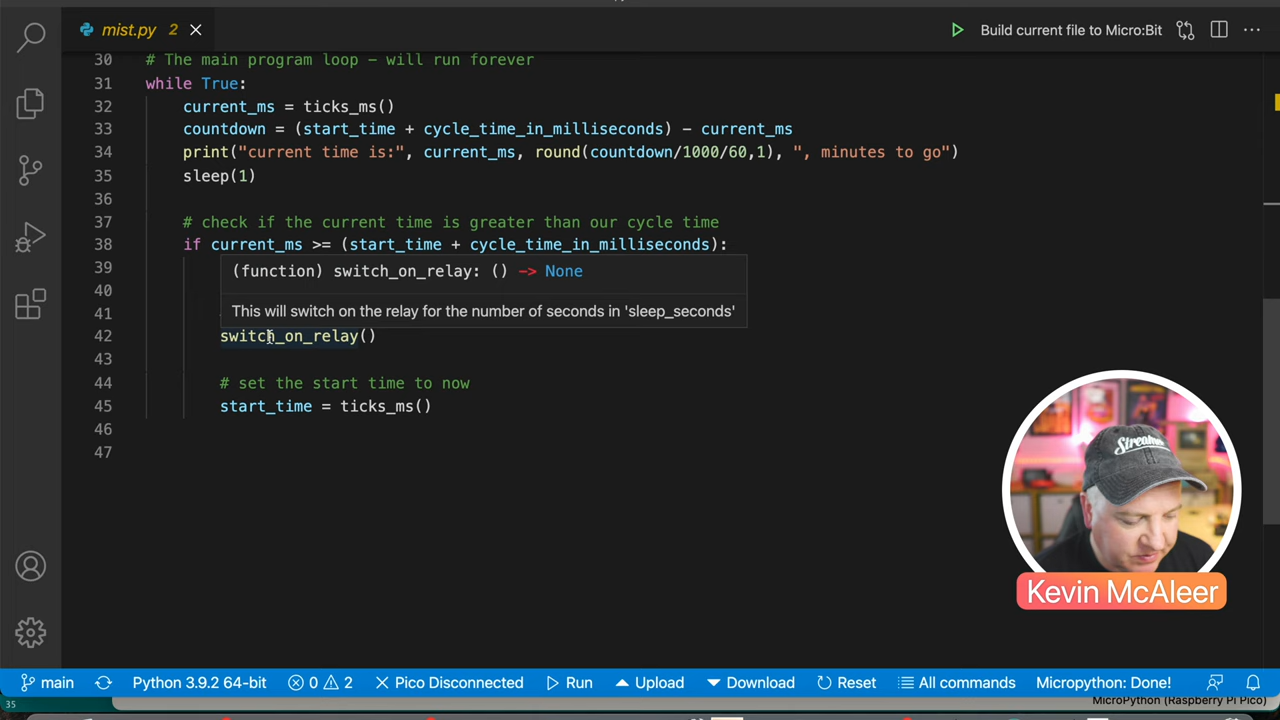 mist.py 2
Build current file to Micro:Bit
30 # The main program loop - will run forever
31 while True:
32 current_ms = ticks_ms()
33 countdown = (start_time + cycle_time_in_milliseconds) - current_ms
34 print("current time is:", current_ms, round(countdown/1000/60,1), ", minutes to go")
35 sleep(1)
36
37 # check if the current time is greater than our cycle time
38 if current_ms >= (start_time + cycle_time_in_milliseconds):
39
(function) switch_on_relay: () -> None
40
41
This will switch on the relay for the number of seconds in 'sleep_seconds'
42 switch_on_relay()
43
44 # set the start time to now
45 start_time = ticks_ms()
46
47
Streamer
Kevin McAleer
main Python 3.9.2 64-bit 0 2 Pico Disconnected Run Upload Download Reset All commands Micropython: Done!
35 MicroPython (Raspberry Pi Pico)